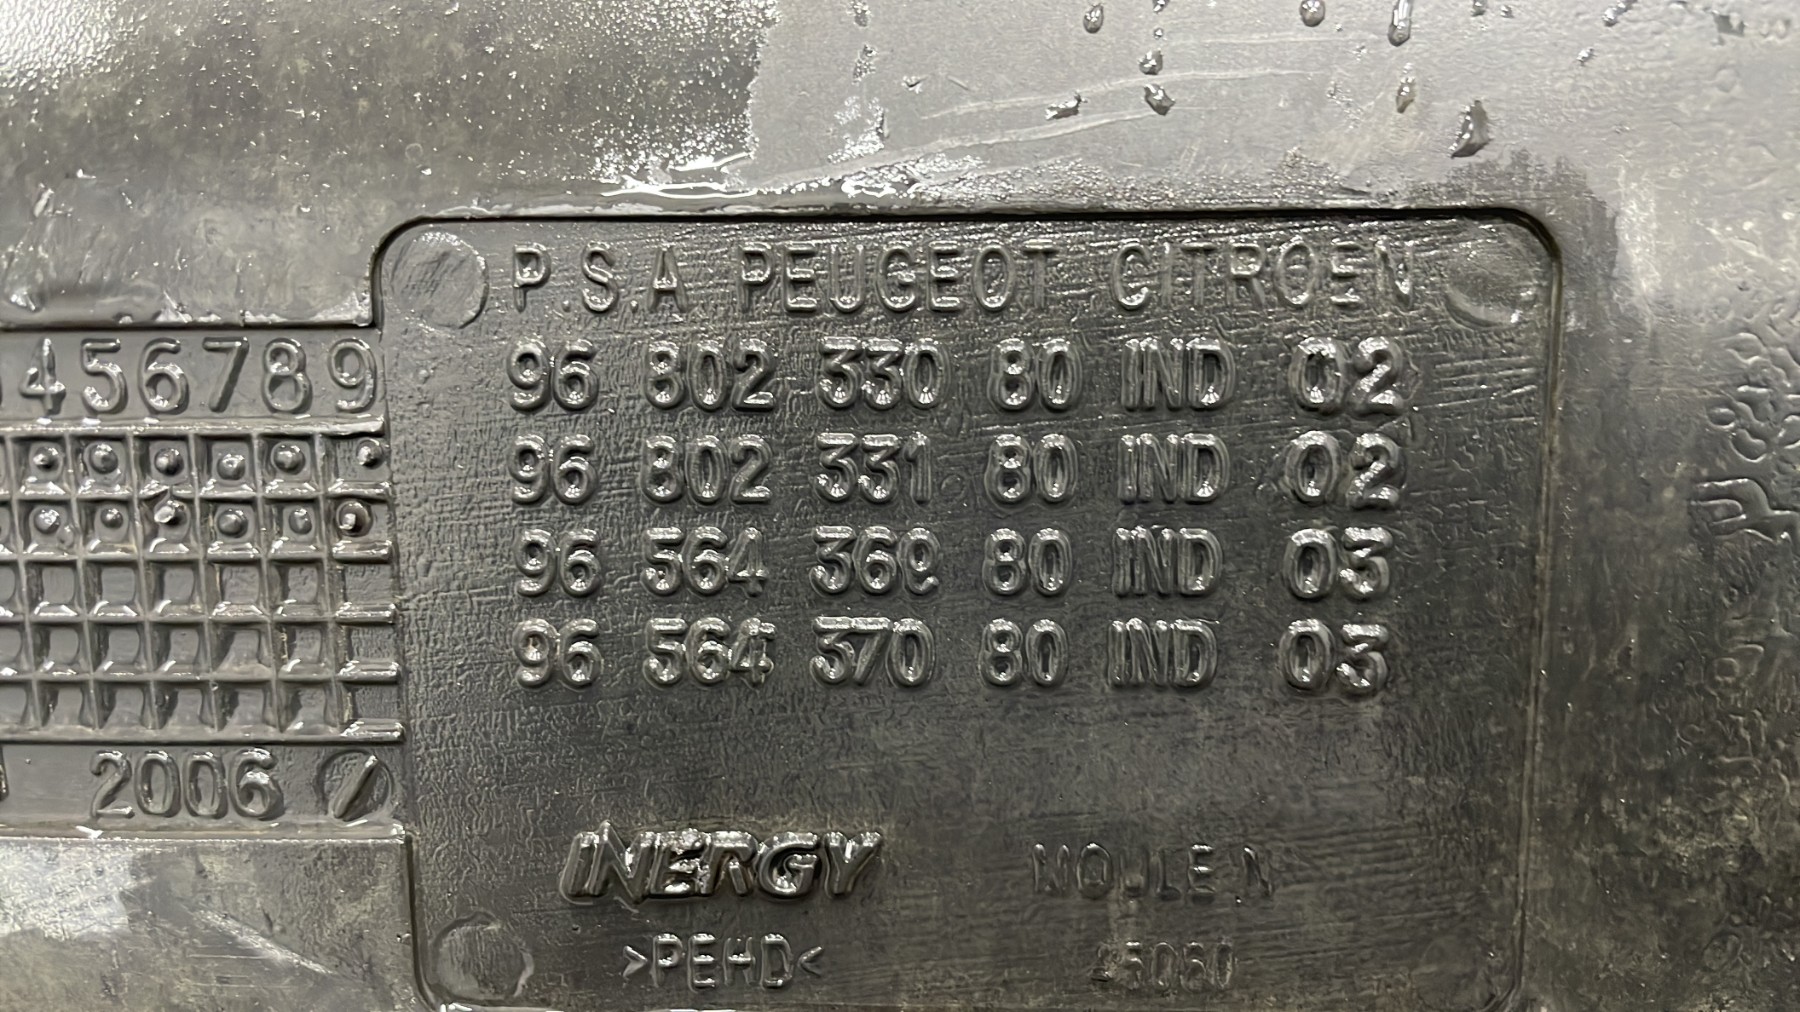 P.S.A PEUGEOT CITROEN
96 802 330 80 IND 02
96 802 331 80 IND 02
96 564 369 80 IND 03
96 564 370 80 IND 03
456789
2006
INERGY
MOULE N
>PEHD<